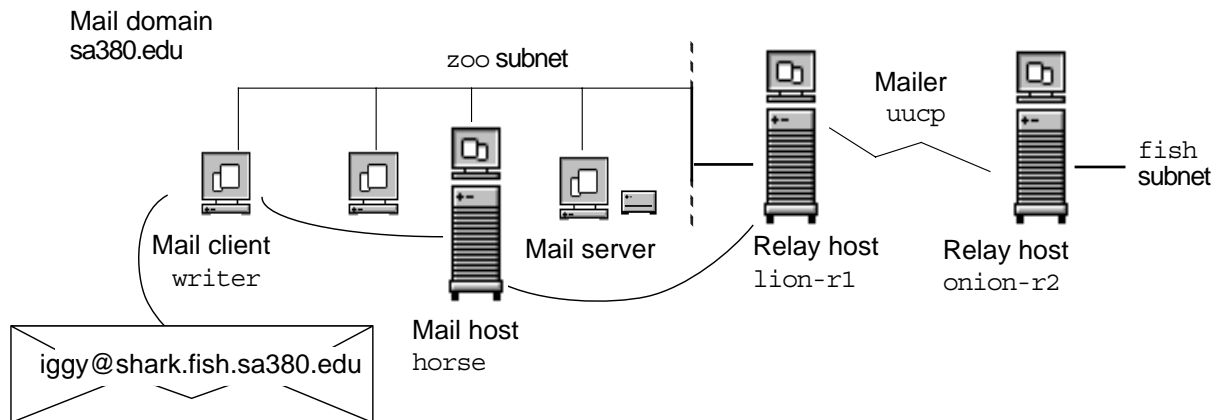 Mail domain
sa380.edu
zoo subnet
Mailer
uucp
fish
subnet
Mail client
writer
Mail server
Relay host
lion-r1
Relay host
onion-r2
Mail host
horse
iggy@shark.fish.sa380.edu